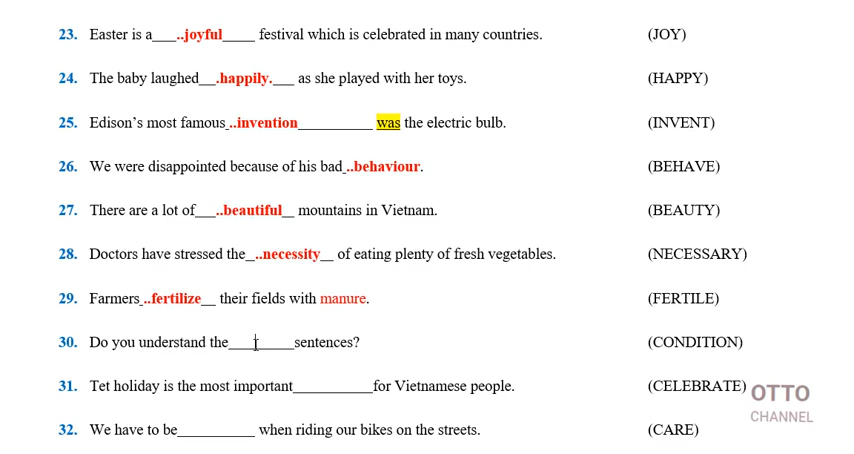 23. Easter is a___..joyful____ festival which is celebrated in many countries. (JOY)
24. The baby laughed__.happily.___ as she played with her toys. (HAPPY)
25. Edison's most famous_..invention__________ was the electric bulb. (INVENT)
26. We were disappointed because of his bad_..behaviour. (BEHAVE)
27. There are a lot of___..beautiful__ mountains in Vietnam. (BEAUTY)
28. Doctors have stressed the_..necessity__ of eating plenty of fresh vegetables. (NECESSARY)
29. Farmers_..fertilize__ their fields with manure. (FERTILE)
30. Do you understand the_________sentences? (CONDITION)
31. Tet holiday is the most important___________for Vietnamese people. (CELEBRATE)
32. We have to be___________ when riding our bikes on the streets. (CARE)
OTTO
CHANNEL